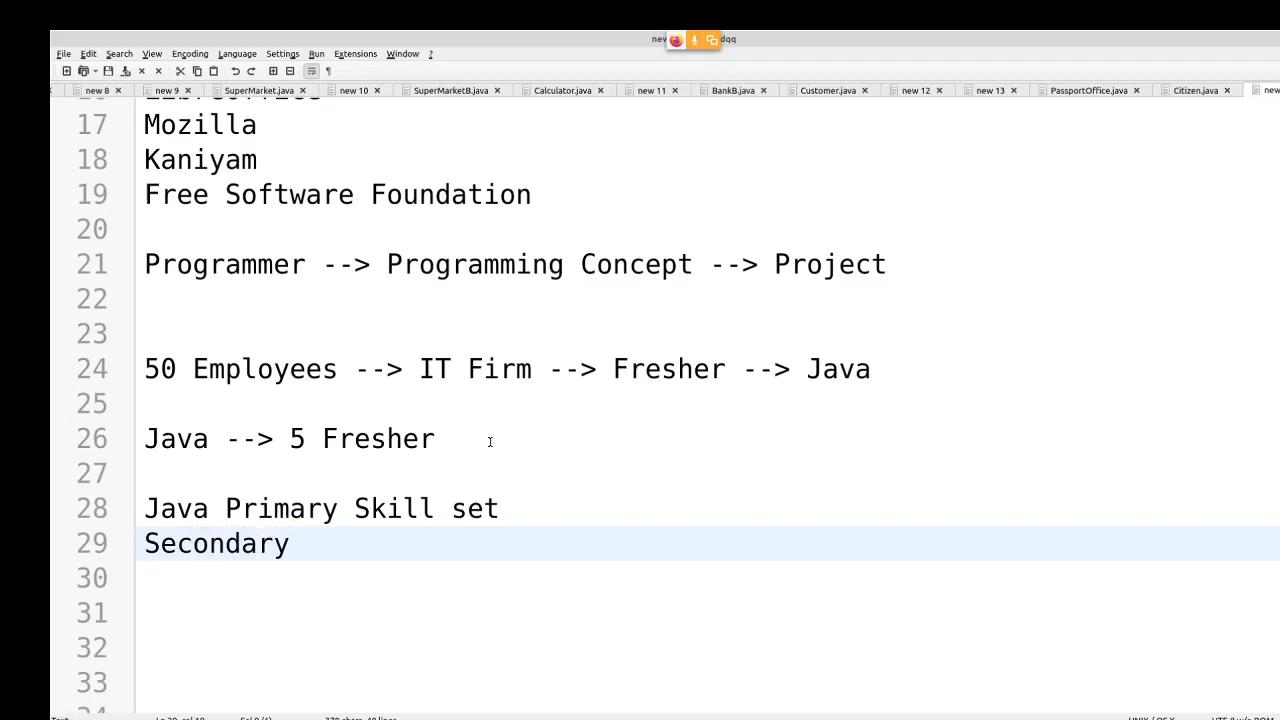 new dqq
File Edit Search View Encoding Language Settings Run Extensions Window ?
new 8 new 9 SuperMarket.java new 10 SuperMarketB.java Calculator.java new 11 BankB.java Customer.java new 12 new 13 PassportOffice.java Citizen.java new
17 Mozilla
18 Kaniyam
19 Free Software Foundation
20
21 Programmer --> Programming Concept --> Project
22
23
24 50 Employees --> IT Firm --> Fresher --> Java
25
26 Java --> 5 Fresher
27
28 Java Primary Skill set
29 Secondary
30
31
32
33